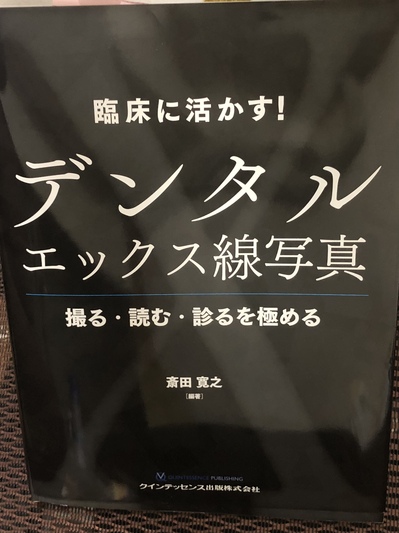 臨床に活かす!
デンタル
エックス線写真
撮る・読む・診るを極める
斎田 寛之
[編著]
QUINTESSENCE PUBLISHING
クインテッセンス出版株式会社